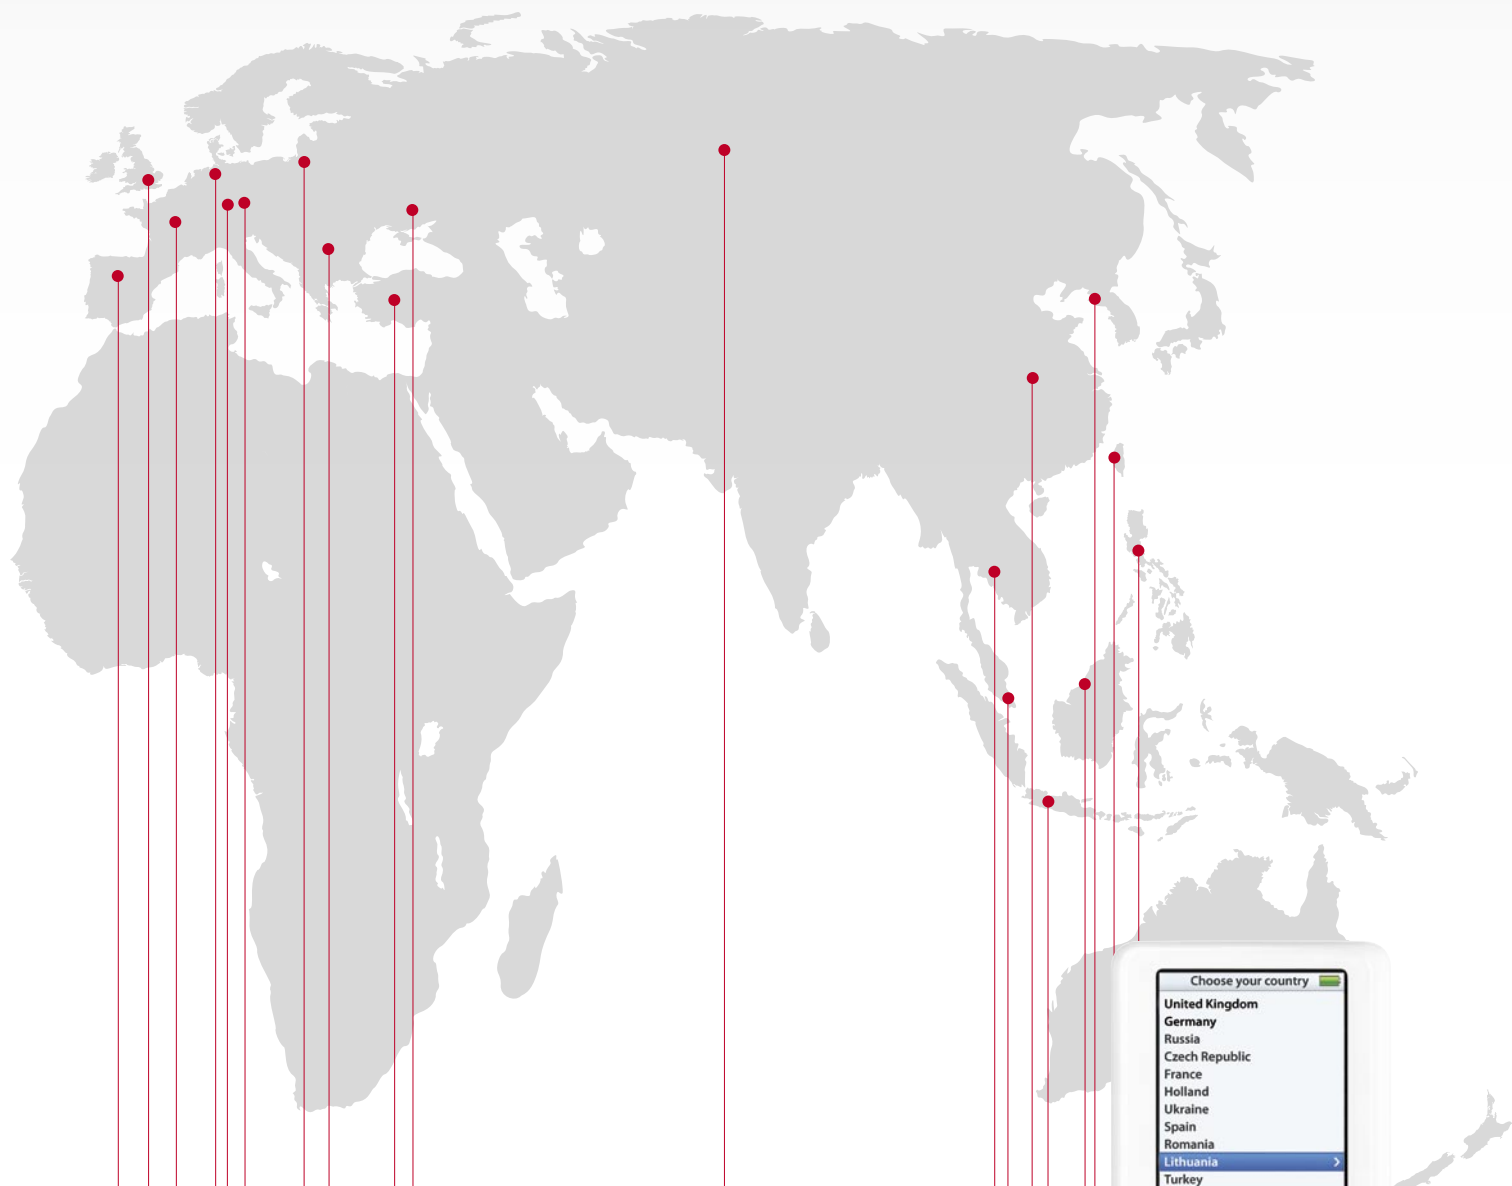 Choose your country
United Kingdom
Germany
Russia
Czech Republic
France
Holland
Ukraine
Spain
Romania
Lithuania
Turkey